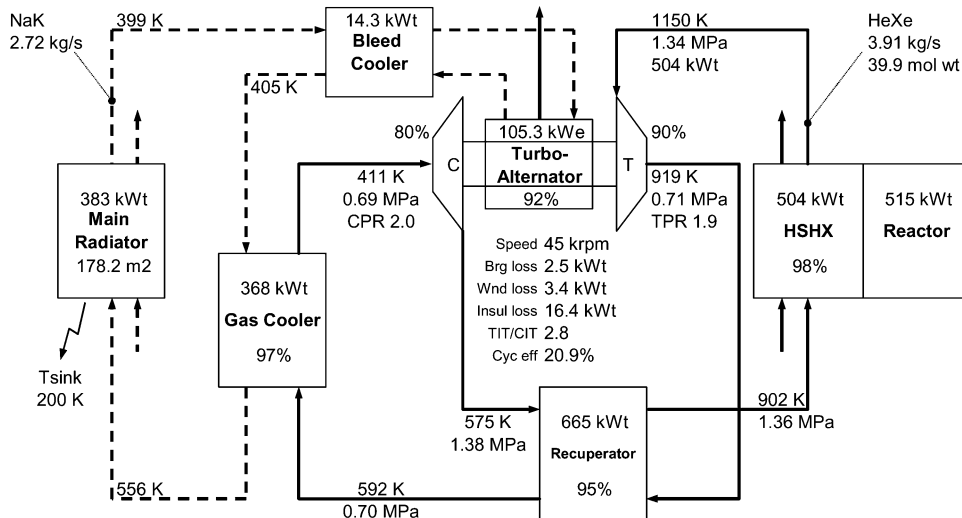 NaK
2.72 kg/s
399 K
14.3 kWt
Bleed
Cooler
405 K
1150 K
1.34 MPa
504 kWt
HeXe
3.91 kg/s
39.9 mol wt
80%
C
105.3 kWe
Turbo-
Alternator
92%
T
90%
383 kWt
Main
Radiator
178.2 m2
411 K
0.69 MPa
CPR 2.0
919 K
0.71 MPa
TPR 1.9
504 kWt
HSHX
98%
515 kWt
Reactor
Speed 45 krpm
Brg loss 2.5 kWt
Wnd loss 3.4 kWt
Insul loss 16.4 kWt
TIT/CIT 2.8
Cyc eff 20.9%
368 kWt
Gas Cooler
97%
Tsink
200 K
575 K
1.38 MPa
665 kWt
Recuperator
95%
902 K
1.36 MPa
556 K
592 K
0.70 MPa